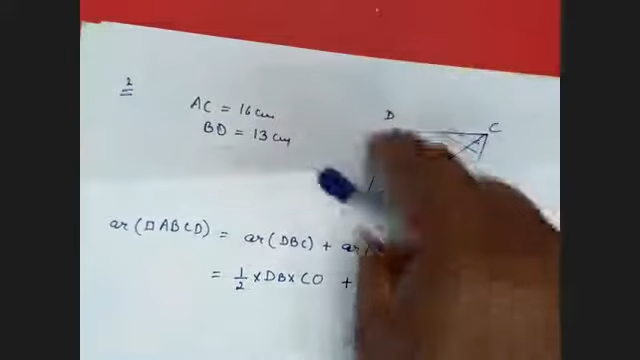 2
AC = 16 cm
BD = 13 cm
D
C
ar(□ABCD) = ar(DBC) + ar(
= 1/2 × DB × CO +